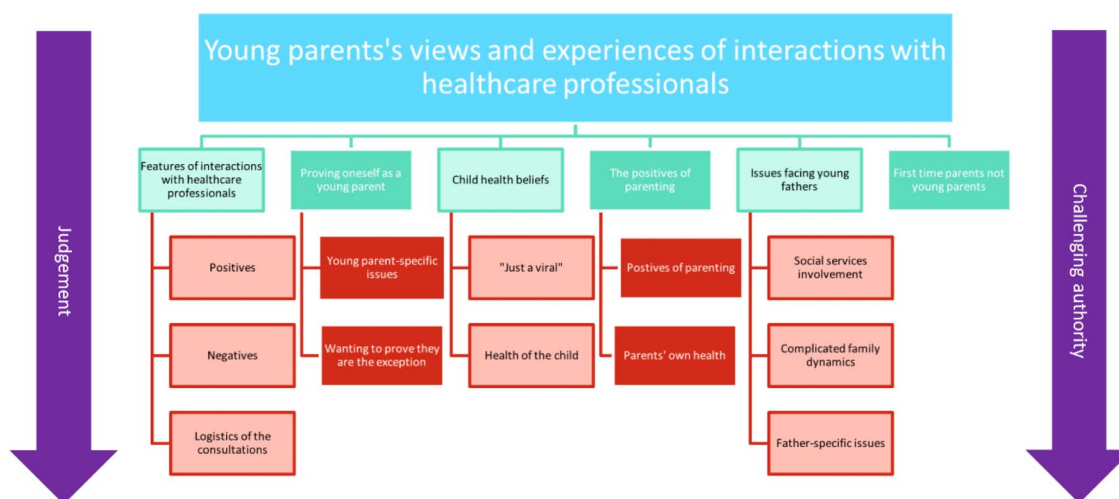 Young parents's views and experiences of interactions with
healthcare professionals
Judgement
Features of interactions
with healthcare
professionals
Proving oneself as a
young parent
Child health beliefs
The positives of
parenting
Issues facing young
fathers
First time parents not
young parents
Challenging authority
Positives
Young parent-specific
issues
"Just a viral"
Postives of parenting
Social services
involvement
Negatives
Wanting to prove they
are the exception
Health of the child
Parents' own health
Complicated family
dynamics
Logistics of the
consultations
Father-specific issues